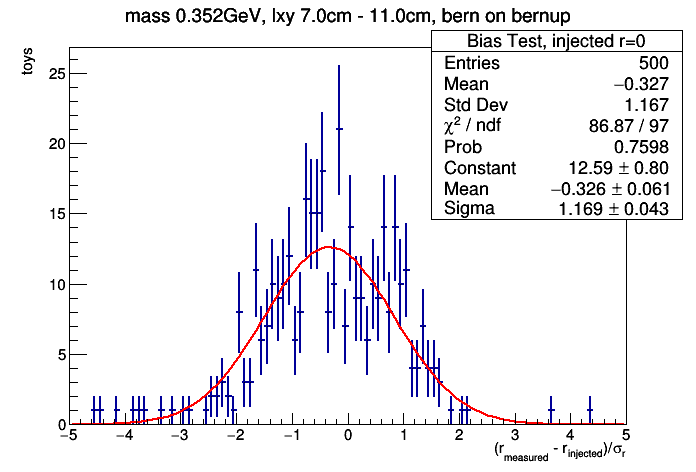 mass 0.352GeV, lxy 7.0cm - 11.0cm, bern on bernup
Bias Test, injected r=0
Entries 500
Mean −0.327
Std Dev 1.167
χ² / ndf 86.87 / 97
Prob 0.7598
Constant 12.59 ± 0.80
Mean −0.326 ± 0.061
Sigma 1.169 ± 0.043
toys
25
20
15
10
5
0
−5 −4 −3 −2 −1 0 1 2 3 4 5
(r_measured - r_injected)/σ_r